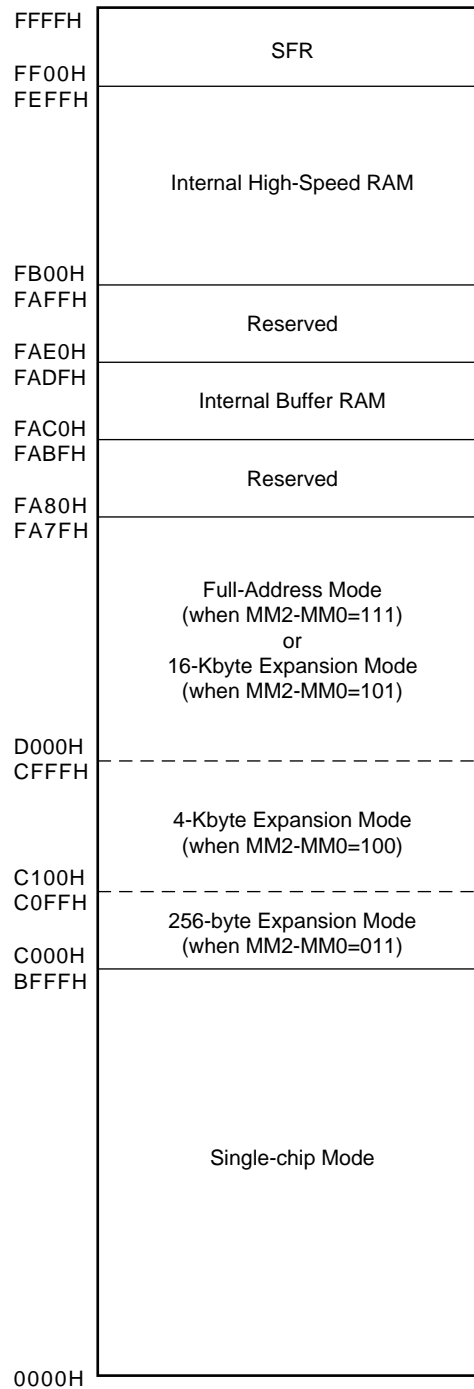 FFFFH
SFR
FF00H
FEFFH
Internal High-Speed RAM
FB00H
FAFFH
Reserved
FAE0H
FADFH
Internal Buffer RAM
FAC0H
FABFH
Reserved
FA80H
FA7FH
Full-Address Mode
(when MM2-MM0=111)
or
16-Kbyte Expansion Mode
(when MM2-MM0=101)
D000H
CFFFH
4-Kbyte Expansion Mode
(when MM2-MM0=100)
C100H
C0FFH
256-byte Expansion Mode
(when MM2-MM0=011)
C000H
BFFFH
Single-chip Mode
0000H